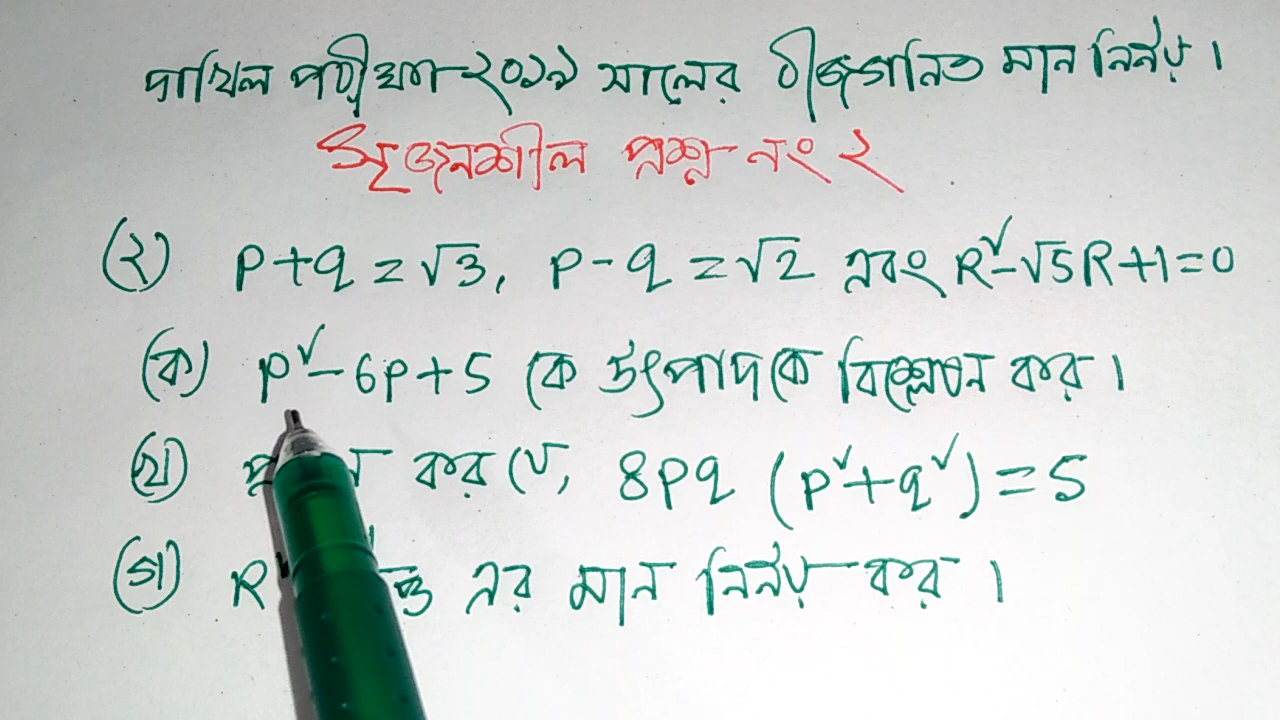 দাখিল পরীক্ষা-২০১৯ সালের বীজগনিত মান নির্নয়।
সৃজনশীল প্রশ্ন নং ২
(২) P+q=√3, P-q=√2 এবং R²-√5R+1=0
(ক) P²-6P+5 কে উৎপাদকে বিশ্লেষন কর।
(খ) কর যে, 8Pq (P²+q²)=5
(গ) R এর মান নির্নয় কর।